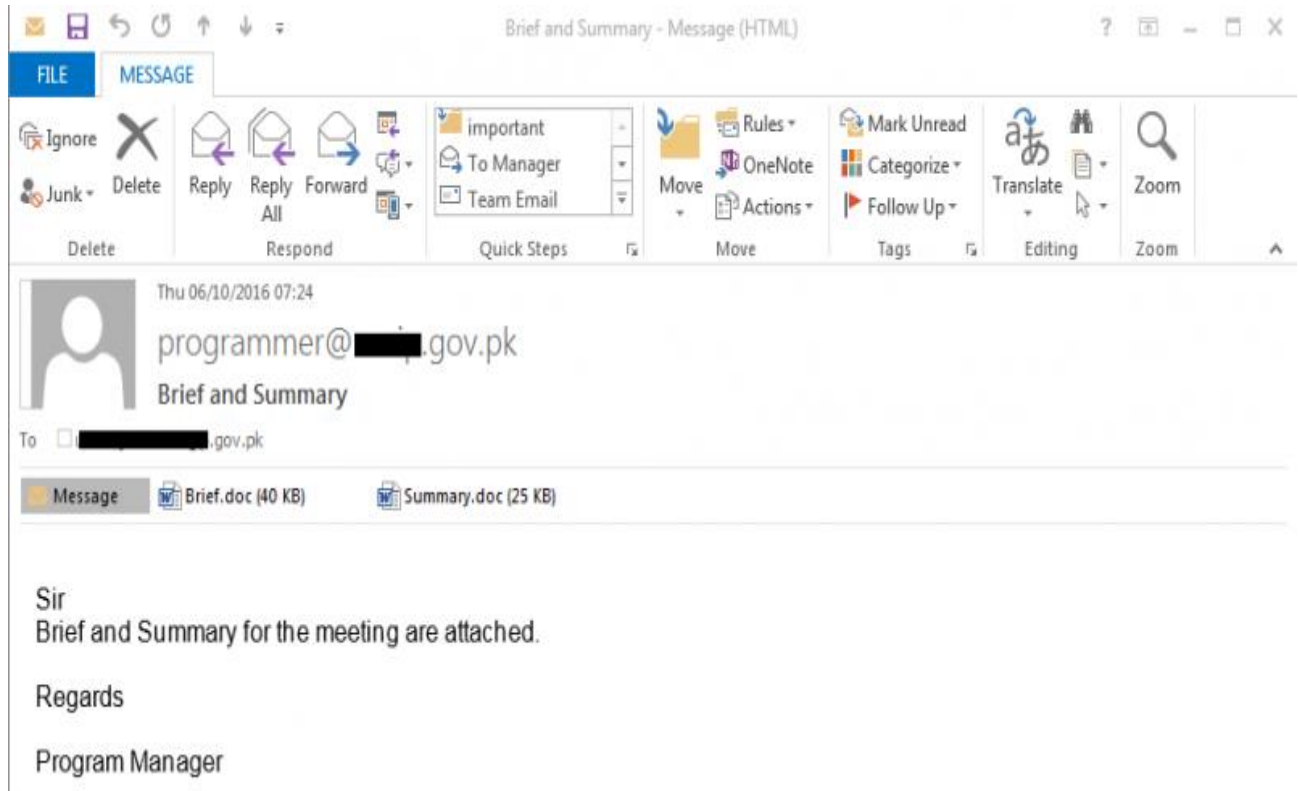 Brief and Summary - Message (HTML)
?
FILE MESSAGE
Ignore
Junk
Delete
Reply
Reply All
Forward
important
To Manager
Team Email
Move
Rules
OneNote
Actions
Mark Unread
Categorize
Follow Up
Translate
Zoom
Delete Respond Quick Steps Move Tags Editing Zoom
Thu 06/10/2016 07:24
programmer@ .gov.pk
Brief and Summary
To .gov.pk
Message Brief.doc (40 KB) Summary.doc (25 KB)
Sir
Brief and Summary for the meeting are attached.
Regards
Program Manager